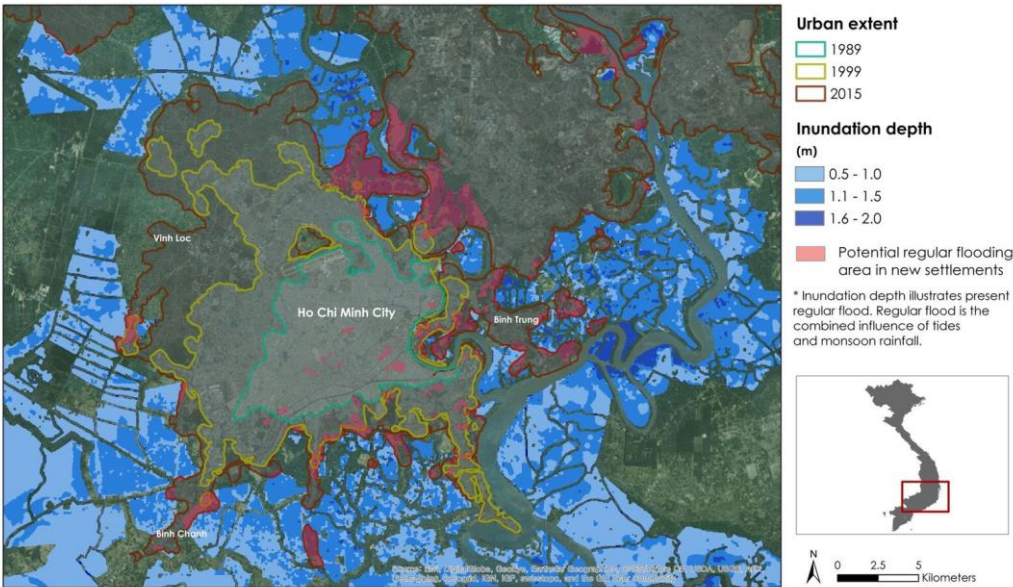 Vinh Loc
Ho Chi Minh City
Binh Trung
Binh Chanh
Urban extent
1989
1999
2015
Inundation depth
(m)
0.5 - 1.0
1.1 - 1.5
1.6 - 2.0
Potential regular flooding
area in new settlements
* Inundation depth illustrates present
regular flood. Regular flood is the
combined influence of tides
and monsoon rainfall.
N
0 2.5 5
Kilometers